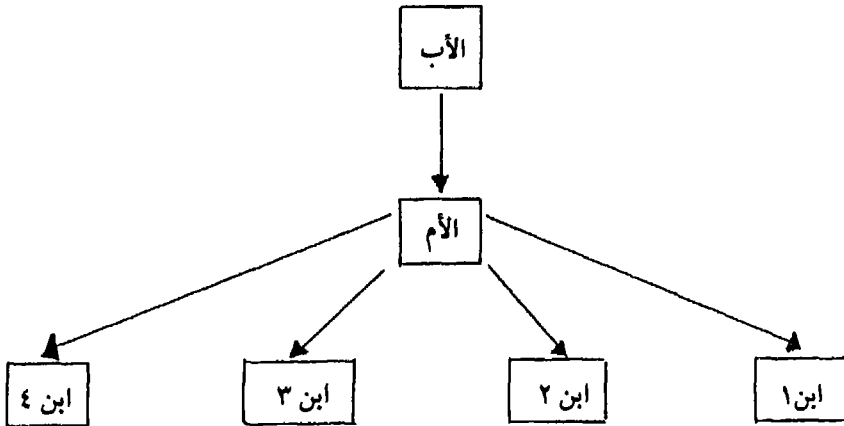 الأب
الأم
ابن١
ابن ٢
ابن ٣
ابن ٤